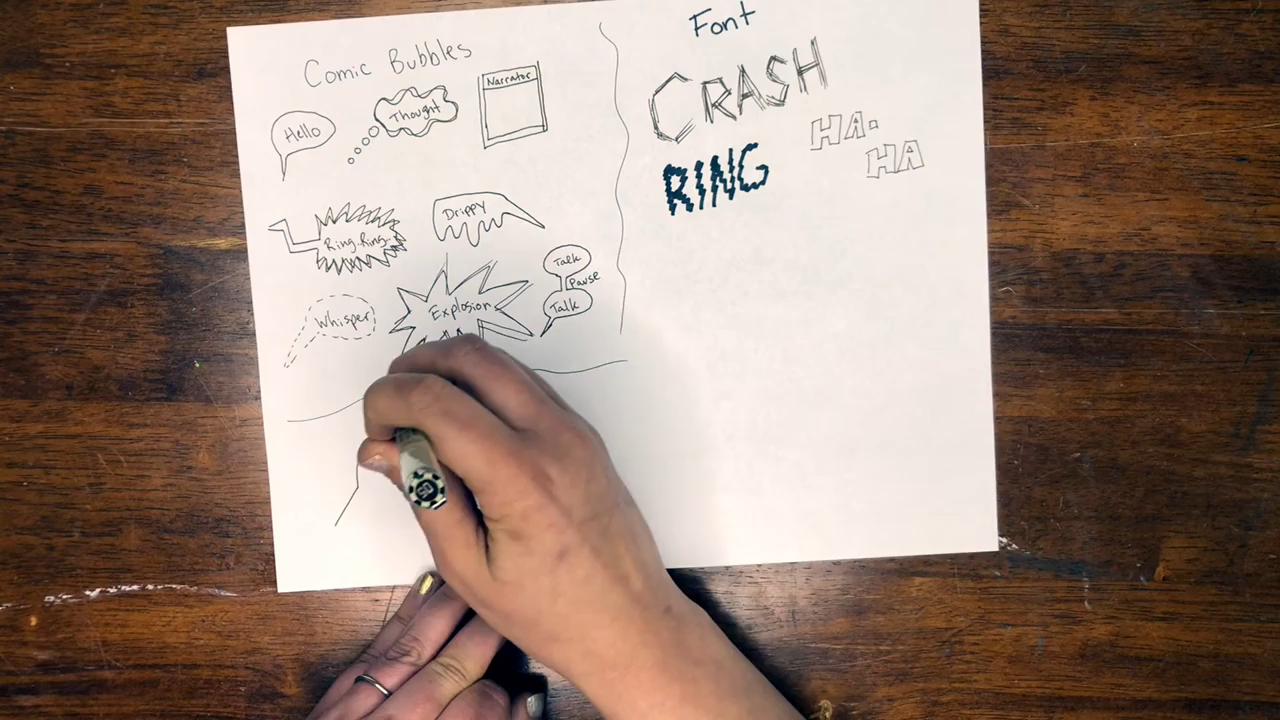 Comic Bubbles
Hello
Thought
Narrator
Ring-Ring-
Drippy
Whisper
Explosion
Talk
Pause
Talk
Font
CRASH
HA-
HA
RING